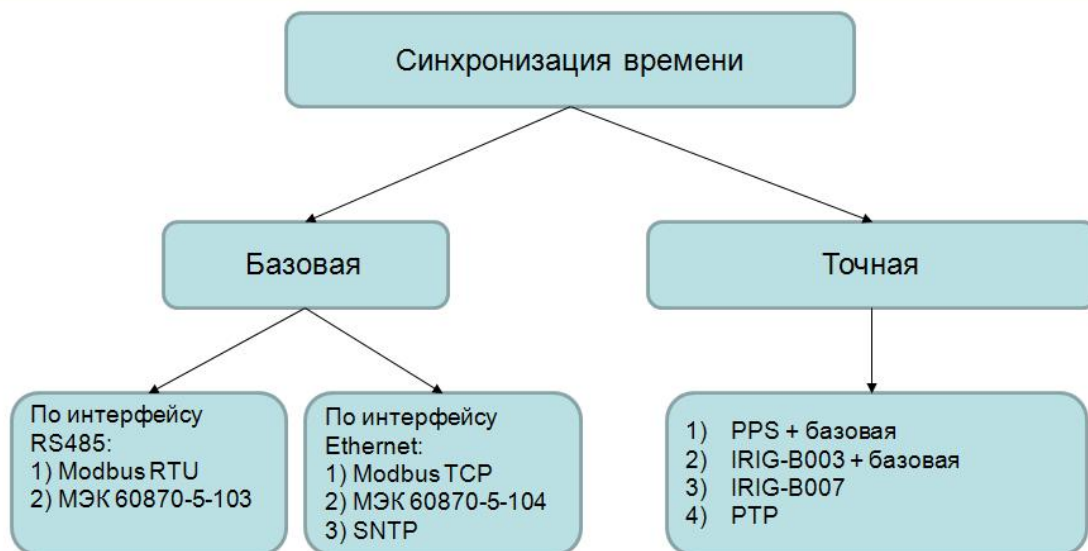 Синхронизация времени
Базовая
Точная
По интерфейсу
RS485:
1) Modbus RTU
2) МЭК 60870-5-103
По интерфейсу
Ethernet:
1) Modbus TCP
2) МЭК 60870-5-104
3) SNTP
1) PPS + базовая
2) IRIG-B003 + базовая
3) IRIG-B007
4) PTP